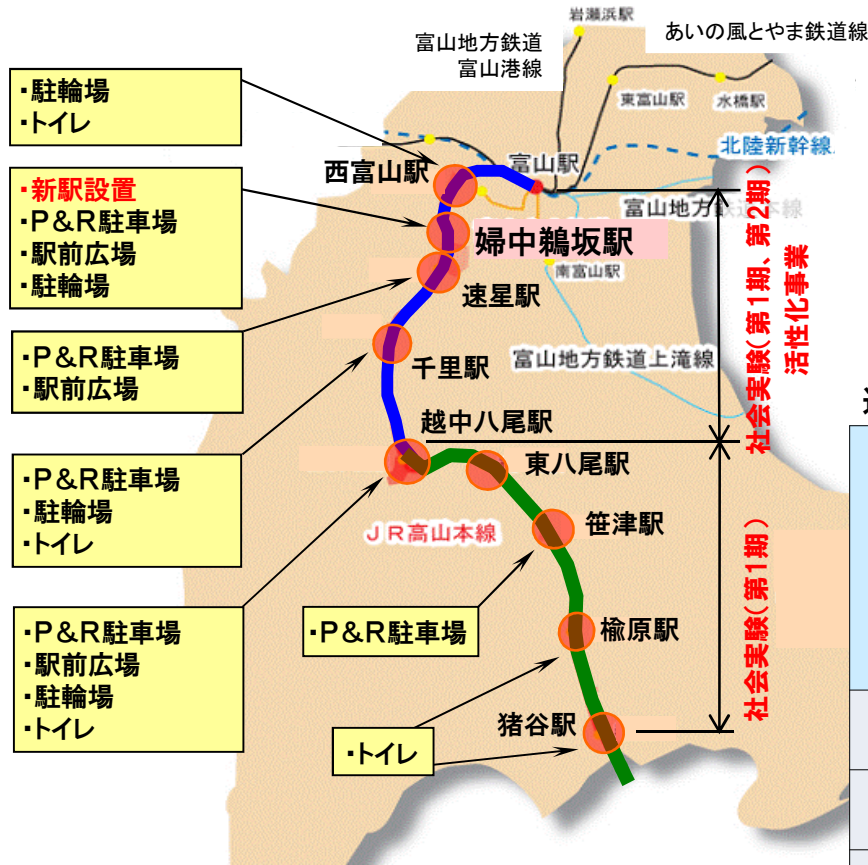 岩瀬浜駅
富山地方鉄道
富山港線
あいの風とやま鉄道線
東富山駅
水橋駅
北陸新幹線
・駐輪場
・トイレ
西富山駅
富山駅
・新駅設置
・P&R駐車場
・駅前広場
・駐輪場
富山地方鉄道本線
婦中鵜坂駅
南富山駅
速星駅
・P&R駐車場
・駅前広場
千里駅
富山地方鉄道上滝線
社会実験(第1期、第2期)
活性化事業
越中八尾駅
東八尾駅
・P&R駐車場
・駐輪場
・トイレ
JR高山本線
笹津駅
・P&R駐車場
楡原駅
社会実験(第1期)
・P&R駐車場
・駅前広場
・駐輪場
・トイレ
猪谷駅
・トイレ